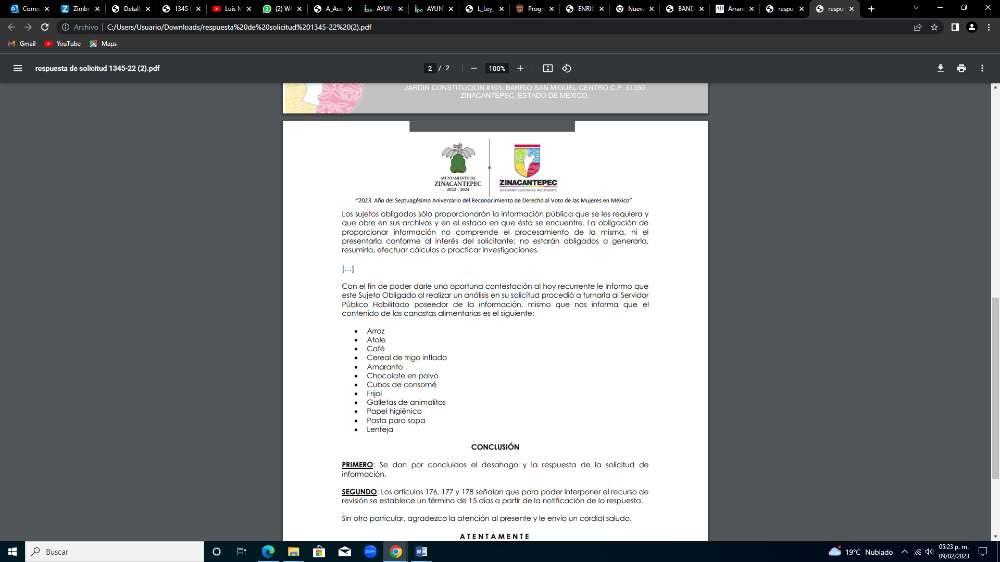 Correc
Zimbr
Detall
1345 (
Luis M
(2) Wh
A_Acu
AYUN
AYUN
L_Ley_
Progra
ENRIC
Nueva
BAND
Arran
respu
respu
Archivo
C:/Users/Usuario/Downloads/respuesta%20de%20solicitud%201345-22%20(2).pdf
Gmail
YouTube
Maps
respuesta de solicitud 1345-22 (2).pdf
2 / 2
100%
JARDIN CONSTITUCION #101, BARRIO SAN MIGUEL CENTRO C.P. 51350
ZINACANTEPEC, ESTADO DE MEXICO.
AYUNTAMIENTO DE
ZINACANTEPEC
2022 - 2024
ZINACANTEPEC
GOBIERNO CERCANO E INCLUYENTE
"2023. Año del Septuagésimo Aniversario del Reconocimiento de Derecho al Voto de las Mujeres en México"
Los sujetos obligados sólo proporcionarán la información pública que se les requiera y
que obre en sus archivos y en el estado en que ésta se encuentre. La obligación de
proporcionar información no comprende el procesamiento de la misma, ni el
presentarla conforme al interés del solicitante; no estarán obligados a generarla,
resumirla, efectuar cálculos o practicar investigaciones.
[...]
Con el fin de poder darle una oportuna contestación al hoy recurrente le informo que
este Sujeto Obligado al realizar un análisis en su solicitud procedió a turnarla al Servidor
Público Habilitado poseedor de la información, mismo que nos informa que el
contenido de las canastas alimentarias es el siguiente:
• Arroz
• Atole
• Café
• Cereal de trigo inflado
• Amaranto
• Chocolate en polvo
• Cubos de consomé
• Frijol
• Galletas de animalitos
• Papel higiénico
• Pasta para sopa
• Lenteja
CONCLUSIÓN
PRIMERO: Se dan por concluidos el desahogo y la respuesta de la solicitud de
información.
SEGUNDO: Los artículos 176, 177 y 178 señalan que para poder interponer el recurso de
revisión se establece un término de 15 días a partir de la notificación de la respuesta.
Sin otro particular, agradezco la atención al presente y le envío un cordial saludo.
A T E N T A M E N T E
Buscar
zoom
19°C Nublado
05:23 p. m.
09/02/2023